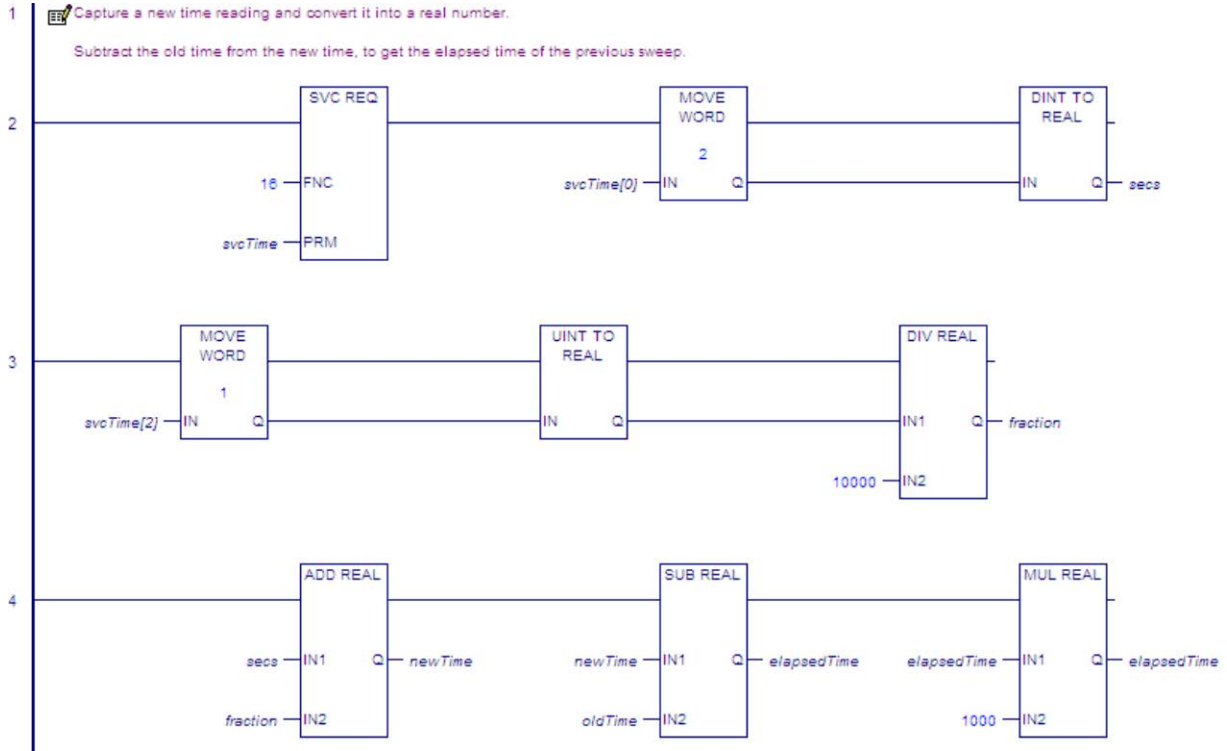 1 Capture a new time reading and convert it into a real number.
Subtract the old time from the new time, to get the elapsed time of the previous sweep.
SVC REQ MOVE DINT TO
2 WORD REAL
2
16 FNC svcTime[0] IN Q IN Q secs
svcTime PRM
MOVE UINT TO DIV REAL
3 WORD REAL
1
svcTime[2] IN Q IN Q IN1 Q fraction
10000 IN2
ADD REAL SUB REAL MUL REAL
4
secs IN1 Q newTime newTime IN1 Q elapsedTime elapsedTime IN1 Q elapsedTime
fraction IN2 oldTime IN2 1000 IN2